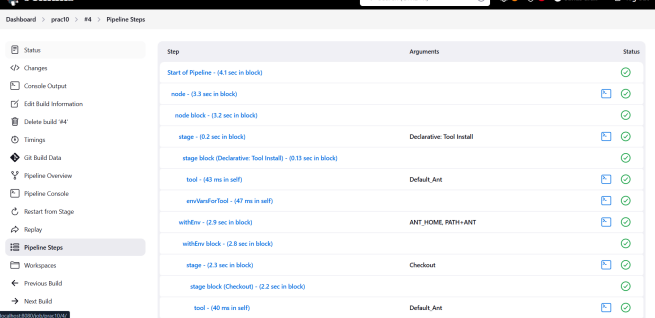 Dashboard > prac10 > #4 > Pipeline Steps
Status
Changes
Console Output
Edit Build Information
Delete build '#4'
Timings
Git Build Data
Pipeline Overview
Pipeline Console
Restart from Stage
Replay
Pipeline Steps
Workspaces
Previous Build
Next Build
localhost:8080/job/prac10/4/
Step Arguments Status
Start of Pipeline - (4.1 sec in block)
node - (3.3 sec in block)
node block - (3.2 sec in block)
stage - (0.2 sec in block) Declarative: Tool Install
stage block (Declarative: Tool Install) - (0.13 sec in block)
tool - (43 ms in self) Default_Ant
envVarsForTool - (47 ms in self)
withEnv - (2.9 sec in block) ANT_HOME, PATH+ANT
withEnv block - (2.8 sec in block)
stage - (2.3 sec in block) Checkout
stage block (Checkout) - (2.2 sec in block)
tool - (40 ms in self) Default_Ant